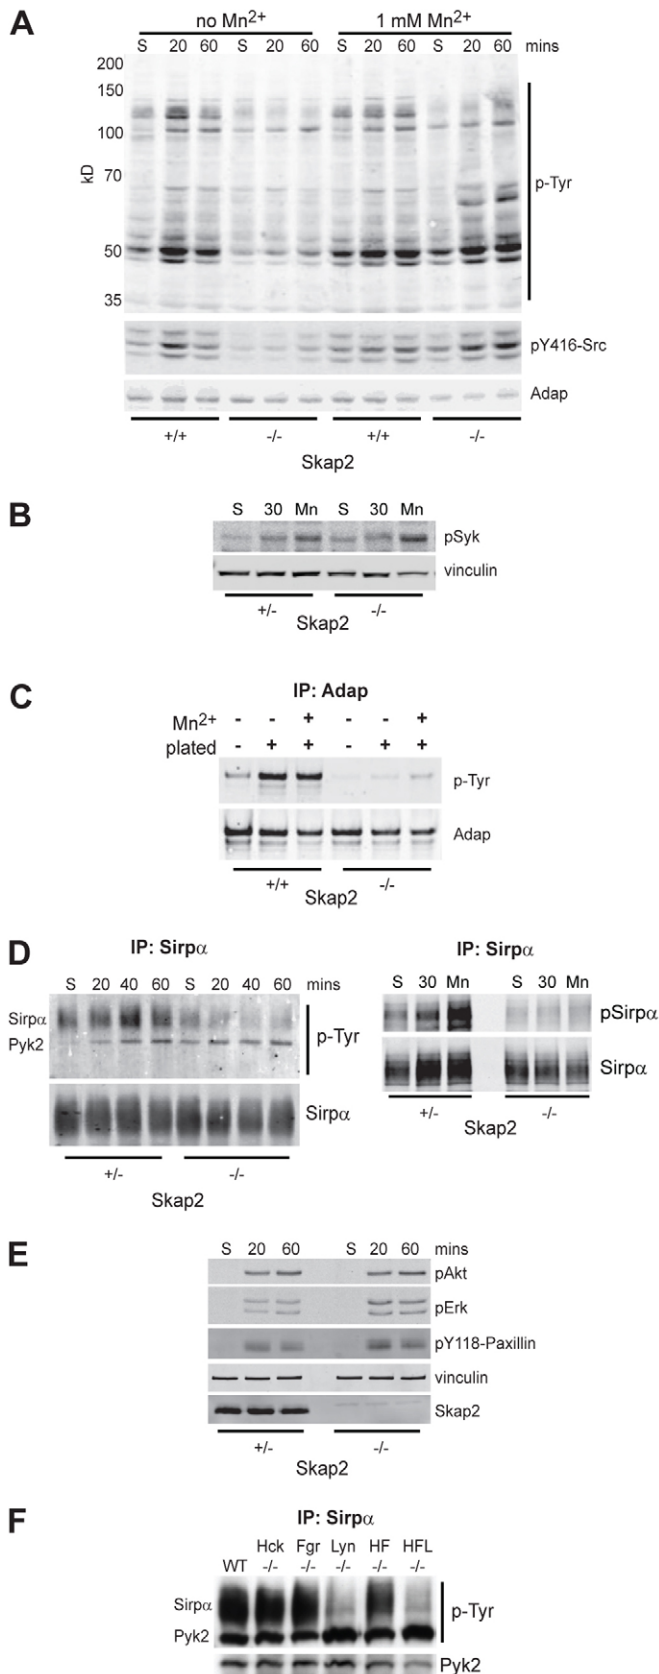 A
no Mn2+ 1 mM Mn2+
S 20 60 S 20 60 S 20 60 S 20 60 mins
200
150
100
70
50
35
kD
p-Tyr
pY416-Src
Adap
+/+ -/- +/+ -/-
Skap2
B
S 30 Mn S 30 Mn
pSyk
vinculin
+/- -/-
Skap2
C
IP: Adap
Mn2+ - - + - - +
plated - + + - + +
p-Tyr
Adap
+/+ -/-
Skap2
D
IP: Sirpα
S 20 40 60 S 20 40 60 mins
Sirpα
Pyk2
p-Tyr
Sirpα
+/- -/-
Skap2
IP: Sirpα
S 30 Mn S 30 Mn
pSirpα
Sirpα
+/- -/-
Skap2
E
S 20 60 S 20 60 mins
pAkt
pErk
pY118-Paxillin
vinculin
Skap2
+/- -/-
Skap2
F
IP: Sirpα
Hck Fgr Lyn HF HFL
WT -/- -/- -/- -/- -/-
Sirpα
Pyk2
p-Tyr
Pyk2